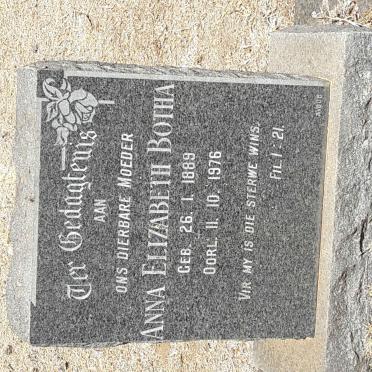 Ter Gedagtenis
AAN
ONS DIERBARE MOEDER
ANNA ELIZABETH BOTHA
GEB. 26. 1. 1889
OORL. 11. 10. 1976
VIR MY IS DIE STERWE WINS.
FIL. 1: 21.